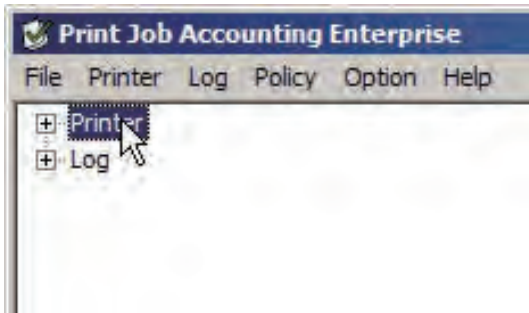 Print Job Accounting Enterprise
File Printer Log Policy Option Help
Printer
Log